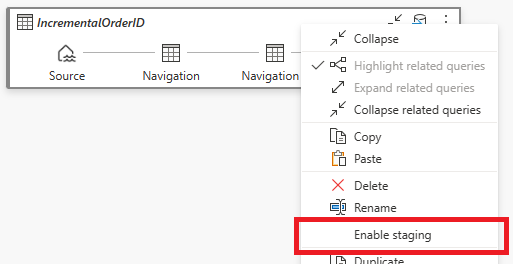 IncrementalOrderID
Source
Navigation
Navigation
Collapse
Highlight related queries
Expand related queries
Collapse related queries
Copy
Paste
Delete
Rename
Enable staging
Duplicate